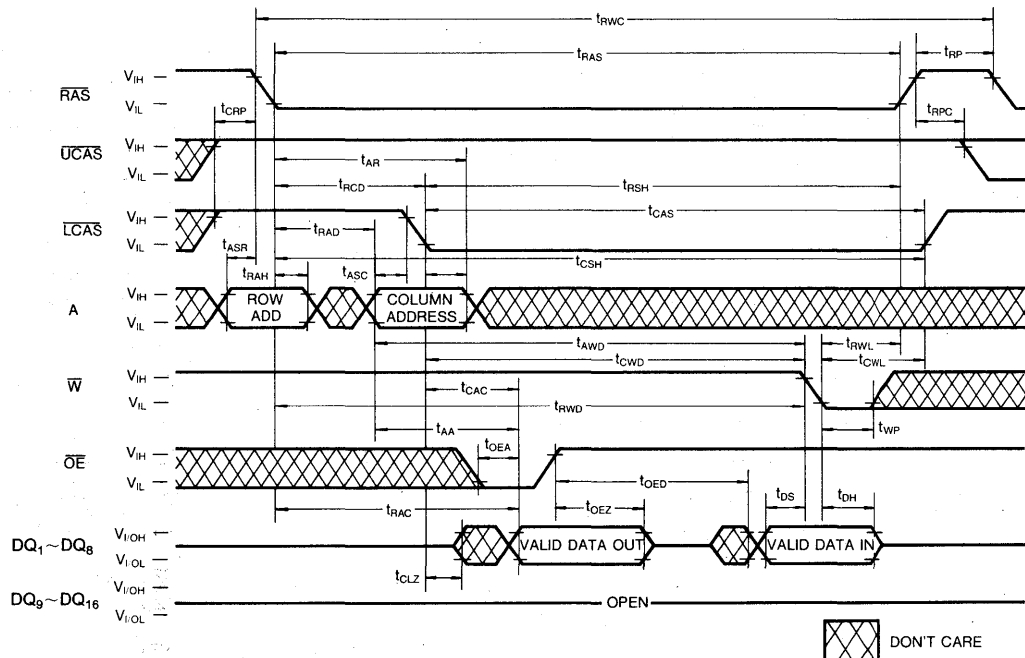 tRWC
tRAS
tRP
RAS
VIH
VIL
tCRP
tRPC
UCAS
VIH
VIL
tAR
tRCD
tRSH
LCAS
VIH
VIL
tCAS
tRAD
tASR
tCSH
tRAH
tASC
A
VIH
VIL
ROW
ADD
COLUMN
ADDRESS
tAWD
tRWL
tCWD
tCWL
W
VIH
VIL
tCAC
tRWD
tWP
tAA
OE
VIH
VIL
tOEA
tOED
tOEZ
tDS
tDH
tRAC
DQ1~DQ8
VI/OH
VI/OL
VALID DATA OUT
VALID DATA IN
tCLZ
DQ9~DQ16
VI/OH
VI/OL
OPEN
DON'T CARE